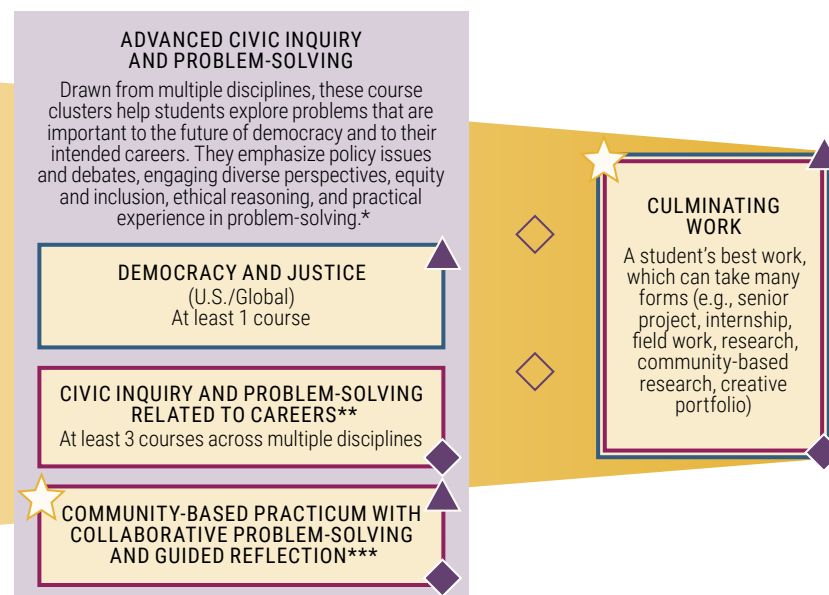 ADVANCED CIVIC INQUIRY
AND PROBLEM-SOLVING
Drawn from multiple disciplines, these course
clusters help students explore problems that are
important to the future of democracy and to their
intended careers. They emphasize policy issues
and debates, engaging diverse perspectives, equity
and inclusion, ethical reasoning, and practical
experience in problem-solving.*
DEMOCRACY AND JUSTICE
(U.S./Global)
At least 1 course
CIVIC INQUIRY AND PROBLEM-SOLVING
RELATED TO CAREERS**
At least 3 courses across multiple disciplines
COMMUNITY-BASED PRACTICUM WITH
COLLABORATIVE PROBLEM-SOLVING
AND GUIDED REFLECTION***
CULMINATING
WORK
A student’s best work,
which can take many
forms (e.g., senior
project, internship,
field work, research,
community-based
research, creative
portfolio)